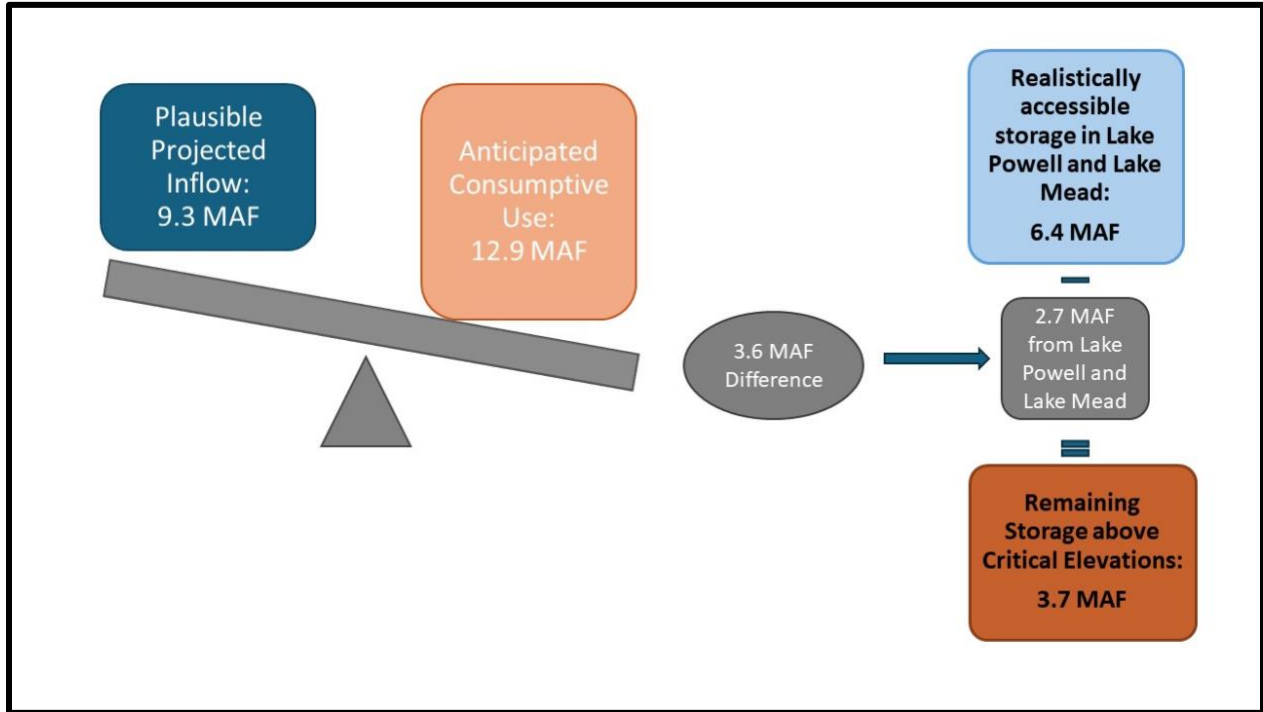 Plausible
Projected
Inflow:
9.3 MAF
Anticipated
Consumptive
Use:
12.9 MAF
3.6 MAF
Difference
Realistically
accessible
storage in Lake
Powell and Lake
Mead:
6.4 MAF
2.7 MAF
from Lake
Powell and
Lake Mead
Remaining
Storage above
Critical Elevations:
3.7 MAF